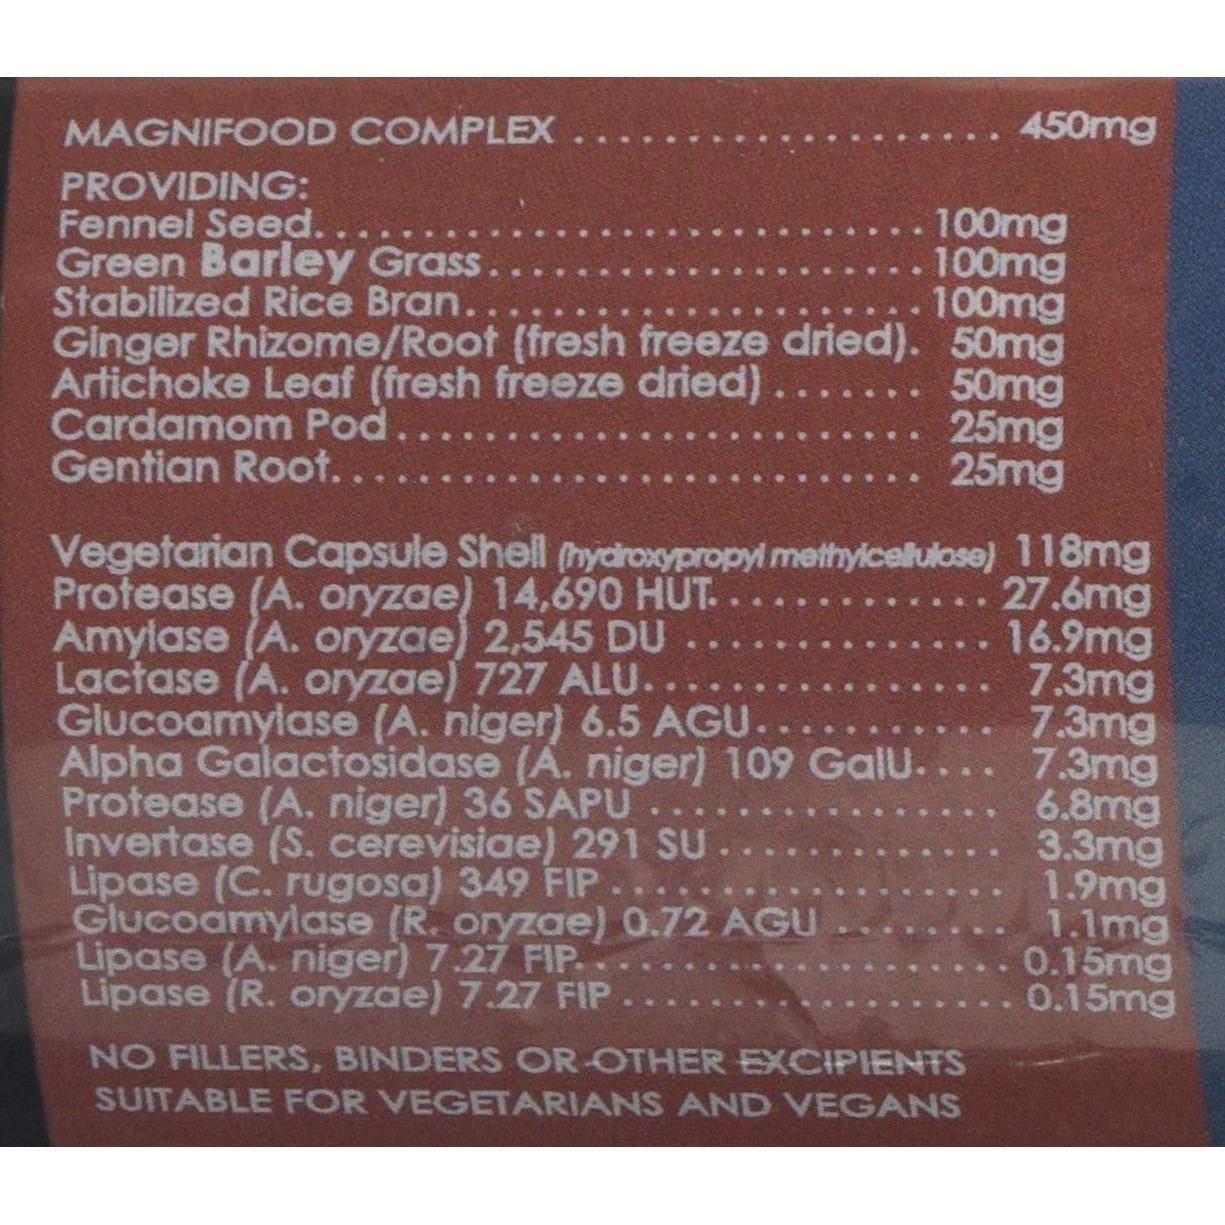 MAGNIFOOD COMPLEX .................... 450mg
PROVIDING:
Fennel Seed............................... 100mg
Green Barley Grass...................... 100mg
Stabilized Rice Bran....................... 100mg
Ginger Rhizome/Root (fresh freeze dried). 50mg
Artichoke Leaf (fresh freeze dried) ....... 50mg
Cardamom Pod........................... 25mg
Gentian Root.............................. 25mg
Vegetarian Capsule Shell (hydroxypropyl methylcellulose) 118mg
Protease (A. oryzae) 14,690 HUT.............. 27.6mg
Amylase (A. oryzae) 2,545 DU ............... 16.9mg
Lactase (A. oryzae) 727 ALU................. 7.3mg
Glucoamylase (A. niger) 6.5 AGU............ 7.3mg
Alpha Galactosidase (A. niger) 109 GalU.... 7.3mg
Protease (A. niger) 36 SAPU ................. 6.8mg
Invertase (S. cerevisiae) 291 SU .............. 3.3mg
Lipase (C. rugosa) 349 FIP .................... 1.9mg
Glucoamylase (R. oryzae) 0.72 AGU ........ 1.1mg
Lipase (A. niger) 7.27 FIP...................... 0.15mg
Lipase (R. oryzae) 7.27 FIP .................... 0.15mg
NO FILLERS, BINDERS OR OTHER EXCIPIENTS
SUITABLE FOR VEGETARIANS AND VEGANS